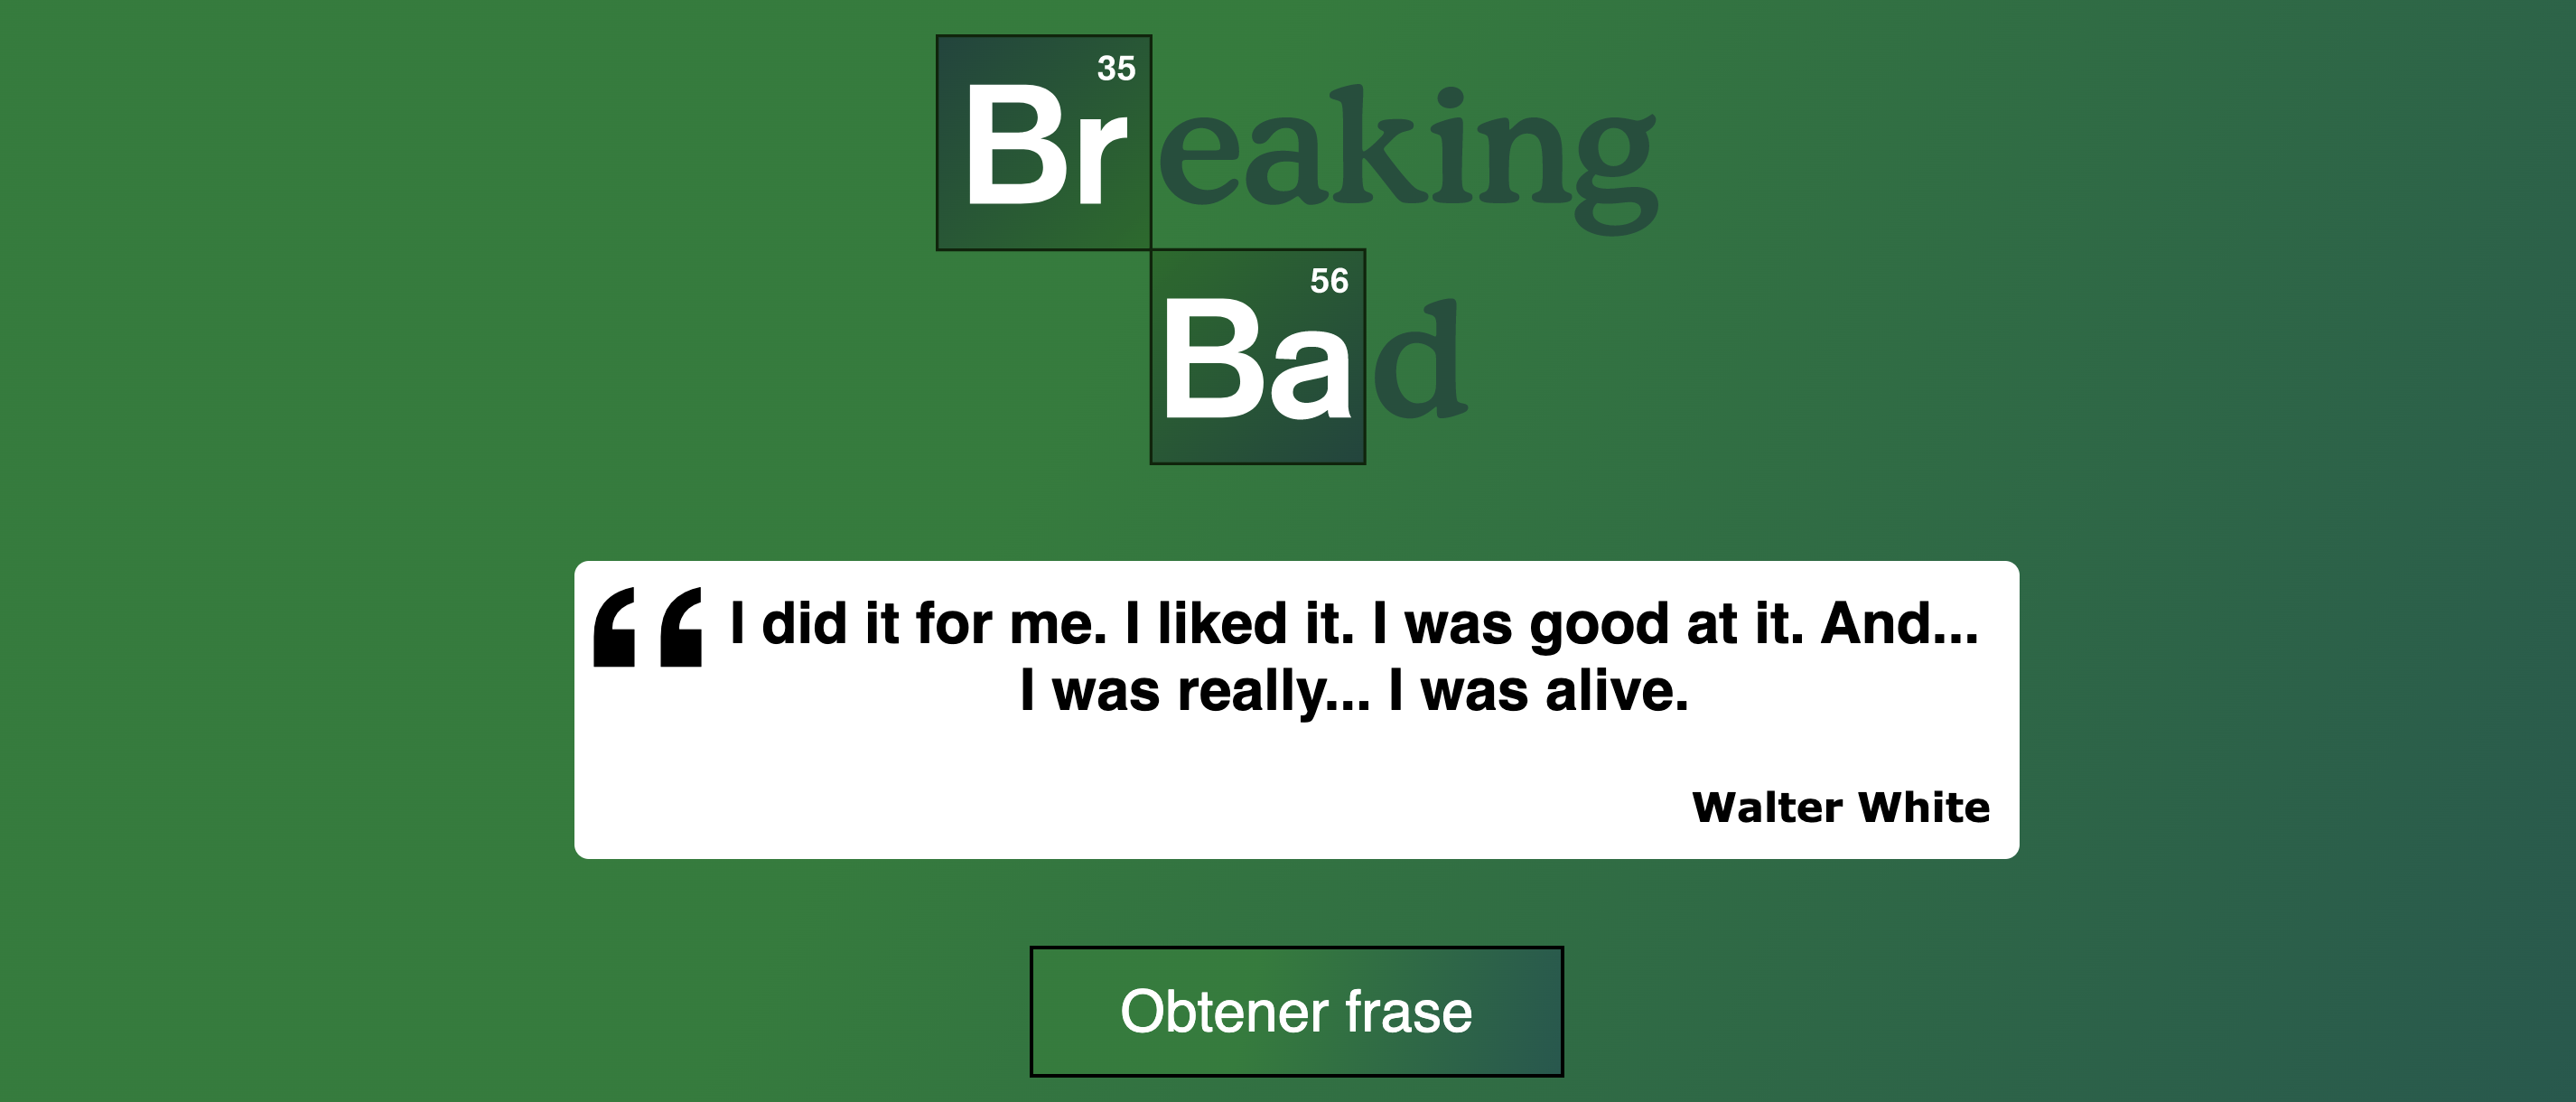 35
Breaking
56
Bad
“ I did it for me. I liked it. I was good at it. And...
I was really... I was alive.
Walter White
Obtener frase